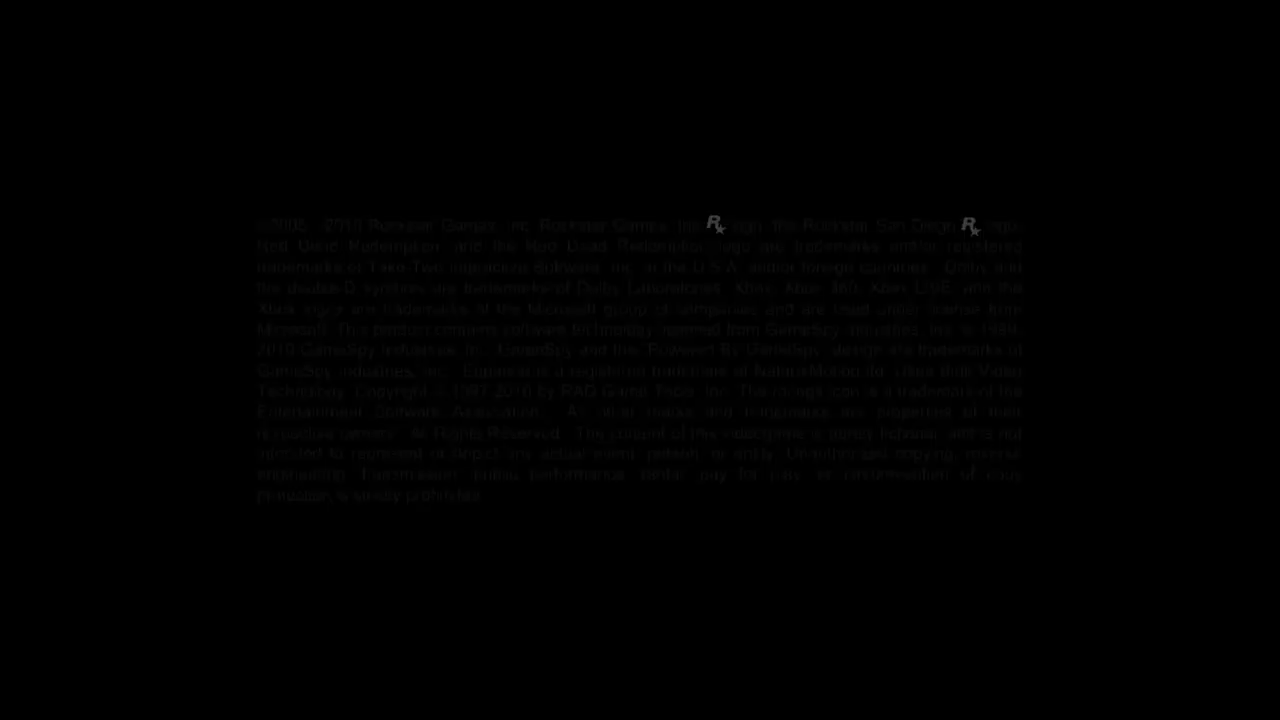 2005 - 2010 Rockstar Games, Inc. Rockstar Games, the R logo, the Rockstar San Diego R logo,
Red Dead Redemption, and the Red Dead Redemption logo are trademarks and/or registered
trademarks of Take-Two Interactive Software, Inc. in the U.S.A. and/or foreign countries. Dolby and
the double-D symbols are trademarks of Dolby Laboratories. Xbox, Xbox 360, Xbox LIVE, and the
Xbox logos are trademarks of the Microsoft group of companies and are used under license from
Microsoft. This product contains software technology licensed from GameSpy Industries, Inc. © 1999-
2010 GameSpy Industries, Inc. GameSpy and the "Powered By GameSpy" design are trademarks of
GameSpy Industries, Inc. Euphoria is a registered trademark of NaturalMotion ltd. Uses Bink Video
Technology. Copyright © 1997-2010 by RAD Game Tools, Inc. The ratings icon is a trademark of the
Entertainment Software Association. All other marks and trademarks are properties of their
respective owners. All Rights Reserved. The content of this videogame is purely fictional, and is not
intended to represent or depict any actual event, person, or entity. Unauthorized copying, reverse
engineering, transmission, public performance, rental, pay for play, or circumvention of copy
protection is strictly prohibited.